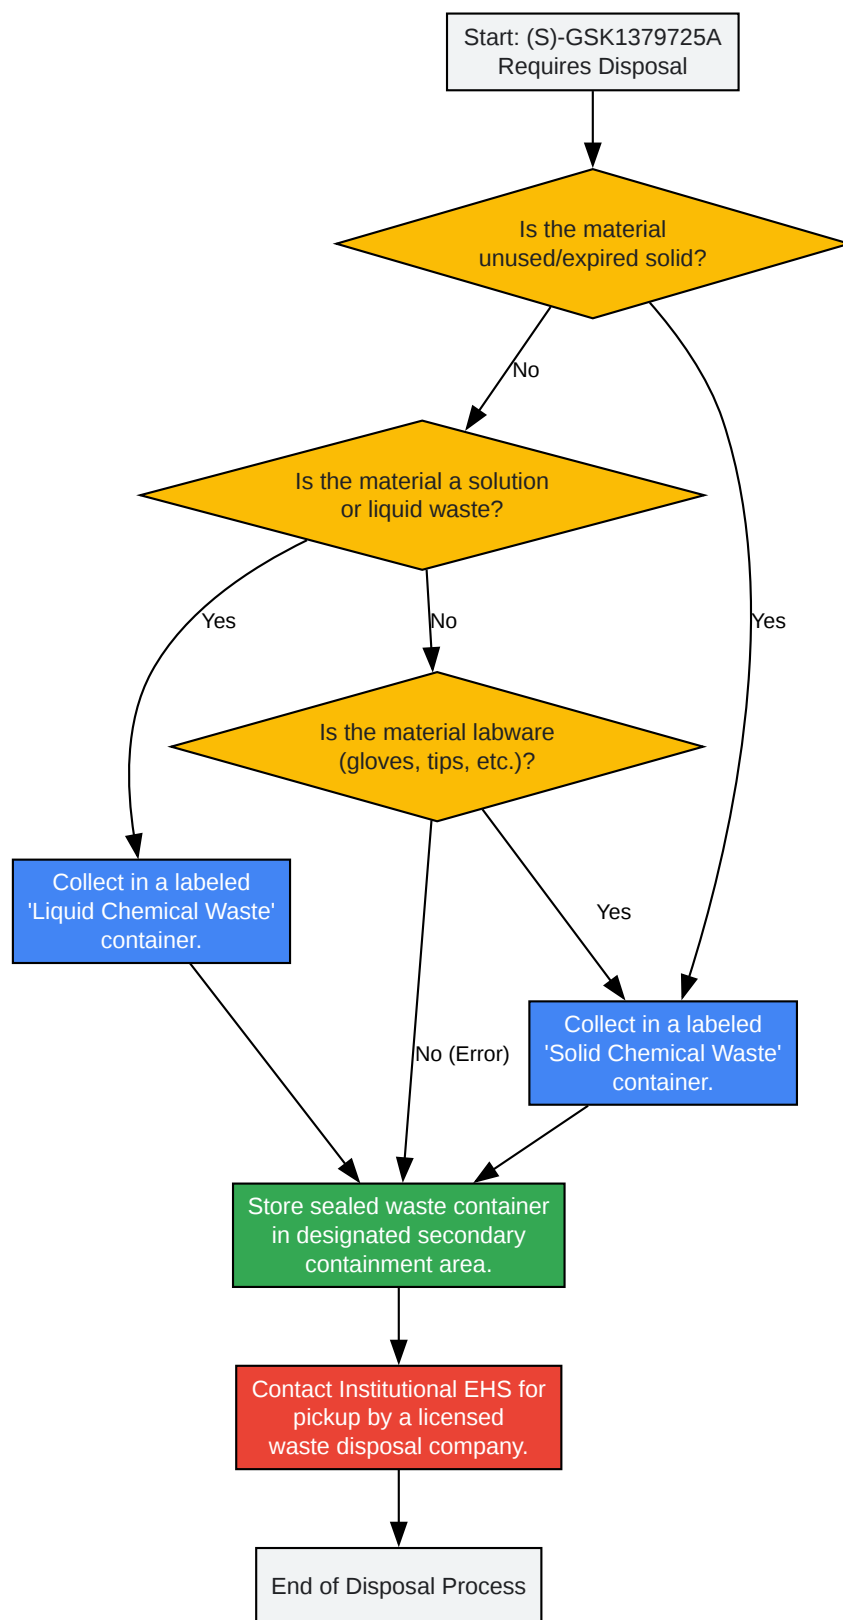 Start: (S)-GSK1379725A
Requires Disposal
Is the material
unused/expired solid?
No
Is the material a solution
or liquid waste?
Yes
No
Yes
Is the material labware
(gloves, tips, etc.)?
Collect in a labeled
'Liquid Chemical Waste'
container.
Yes
No (Error)
Collect in a labeled
'Solid Chemical Waste'
container.
Store sealed waste container
in designated secondary
containment area.
Contact Institutional EHS for
pickup by a licensed
waste disposal company.
End of Disposal Process